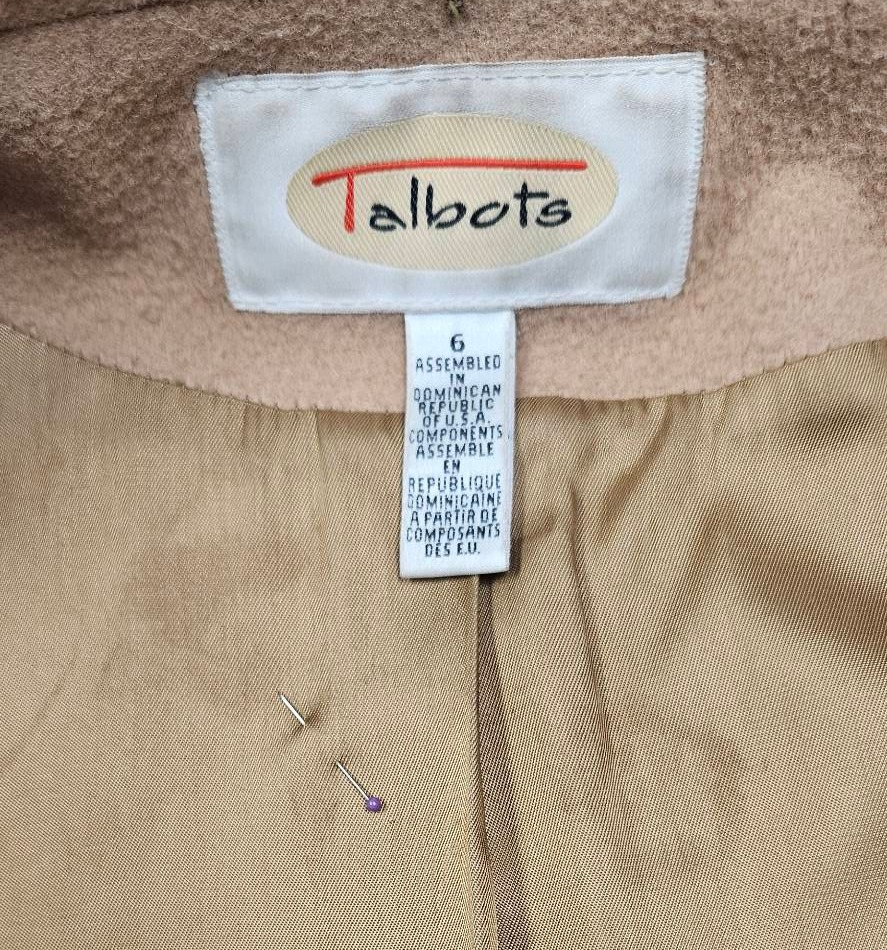 Talbots
6
ASSEMBLED
IN
DOMINICAN
REPUBLIC
OF U.S.A.
COMPONENTS
ASSEMBLE
EN
REPUBLIQUE
DOMINICAINE
A PARTIR DE
COMPOSANTS
DES E.U.